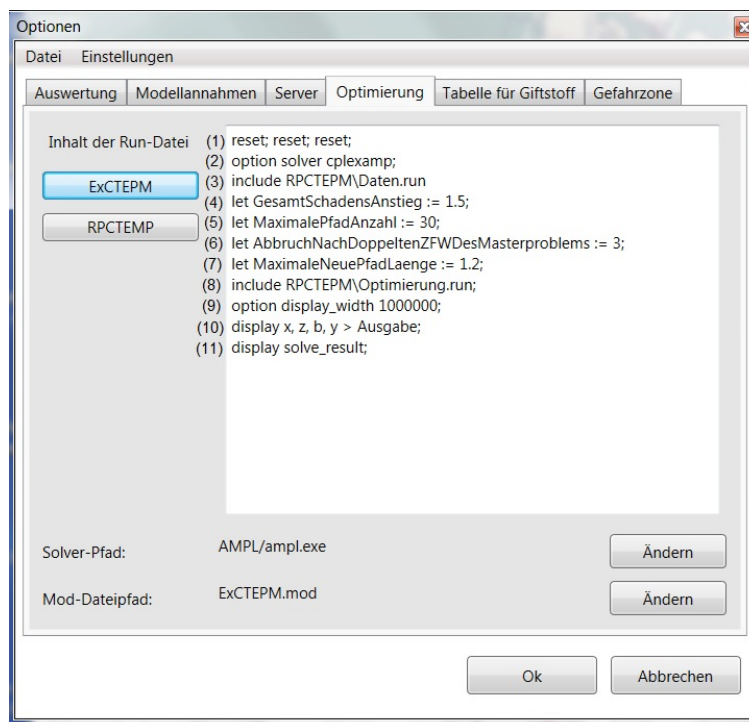 Optionen
Datei Einstellungen
Auswertung Modellannahmen Server Optimierung Tabelle für Giftstoff Gefahrzone
Inhalt der Run-Datei
ExCTEPM
RPCTEMP
(1) reset; reset; reset;
(2) option solver cplexamp;
(3) include RPCTEPM\Daten.run
(4) let GesamtSchadensAnstieg := 1.5;
(5) let MaximalePfadAnzahl := 30;
(6) let AbbruchNachDoppeltenZFWDesMasterproblems := 3;
(7) let MaximaleNeuePfadLaenge := 1.2;
(8) include RPCTEPM\Optimierung.run;
(9) option display_width 1000000;
(10) display x, z, b, y > Ausgabe;
(11) display solve_result;
Solver-Pfad: AMPL/ampl.exe Ändern
Mod-Dateipfad: ExCTEPM.mod Ändern
Ok Abbrechen